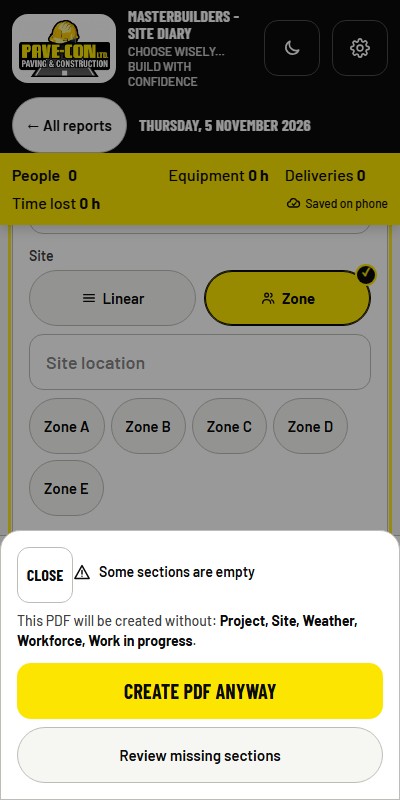 PAVE-CON LTD.
PAVING & CONSTRUCTION
MASTERBUILDERS -
SITE DIARY
CHOOSE WISELY...
BUILD WITH
CONFIDENCE
← All reports
THURSDAY, 5 NOVEMBER 2026
People 0
Equipment 0 h
Deliveries 0
Time lost 0 h
Saved on phone
Site
Linear
Zone
Site location
Zone A
Zone B
Zone C
Zone D
Zone E
CLOSE
Some sections are empty
This PDF will be created without: Project, Site, Weather,
Workforce, Work in progress.
CREATE PDF ANYWAY
Review missing sections